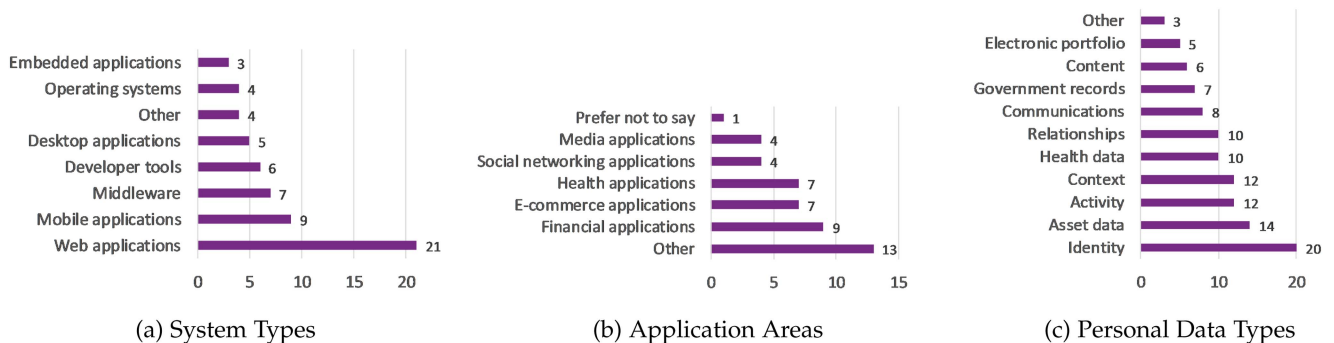 Embedded applications 3
Operating systems 4
Other 4
Desktop applications 5
Developer tools 6
Middleware 7
Mobile applications 9
Web applications 21
0 5 10 15 20
(a) System Types
Prefer not to say 1
Media applications 4
Social networking applications 4
Health applications 7
E-commerce applications 7
Financial applications 9
Other 13
0 5 10 15
(b) Application Areas
Other 3
Electronic portfolio 5
Content 6
Government records 7
Communications 8
Relationships 10
Health data 10
Context 12
Activity 12
Asset data 14
Identity 20
0 10 20
(c) Personal Data Types